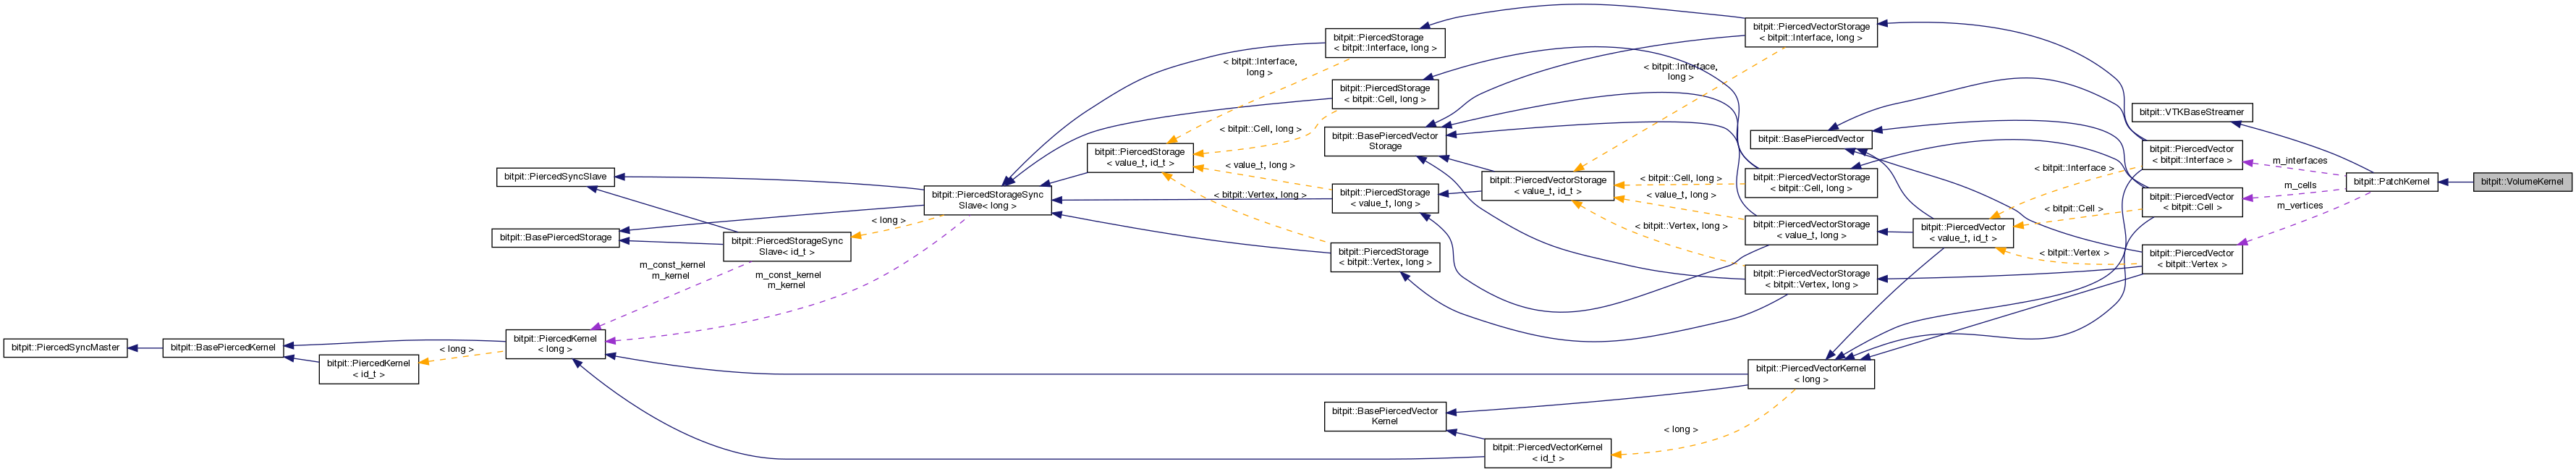 bitpit::PiercedSyncMaster
bitpit::BasePiercedKernel
bitpit::PiercedKernel
< id_t >
< long >
bitpit::PiercedKernel
< long >
bitpit::PiercedSyncSlave
bitpit::BasePiercedStorage
m_const_kernel
m_kernel
bitpit::PiercedStorageSync
Slave< id_t >
m_const_kernel
m_kernel
< long >
bitpit::PiercedStorageSync
Slave< long >
bitpit::PiercedStorage
< value_t, id_t >
< bitpit::Interface,
long >
< bitpit::Cell, long >
< value_t, long >
< bitpit::Vertex, long >
bitpit::PiercedStorage
< bitpit::Interface, long >
bitpit::PiercedStorage
< bitpit::Cell, long >
bitpit::BasePiercedVector
Storage
bitpit::PiercedStorage
< value_t, long >
bitpit::PiercedStorage
< bitpit::Vertex, long >
bitpit::BasePiercedVector
Kernel
bitpit::PiercedVectorStorage
< value_t, id_t >
bitpit::PiercedVectorKernel
< id_t >
< bitpit::Interface,
long >
< bitpit::Cell, long >
< value_t, long >
< bitpit::Vertex, long >
< long >
bitpit::PiercedVectorStorage
< bitpit::Interface, long >
bitpit::BasePiercedVector
bitpit::PiercedVectorStorage
< bitpit::Cell, long >
bitpit::PiercedVectorStorage
< value_t, long >
bitpit::PiercedVectorStorage
< bitpit::Vertex, long >
bitpit::PiercedVectorKernel
< long >
bitpit::PiercedVector
< value_t, id_t >
< bitpit::Interface >
< bitpit::Cell >
< bitpit::Vertex >
bitpit::VTKBaseStreamer
bitpit::PiercedVector
< bitpit::Interface >
bitpit::PiercedVector
< bitpit::Cell >
bitpit::PiercedVector
< bitpit::Vertex >
m_interfaces
m_cells
m_vertices
bitpit::PatchKernel
bitpit::VolumeKernel